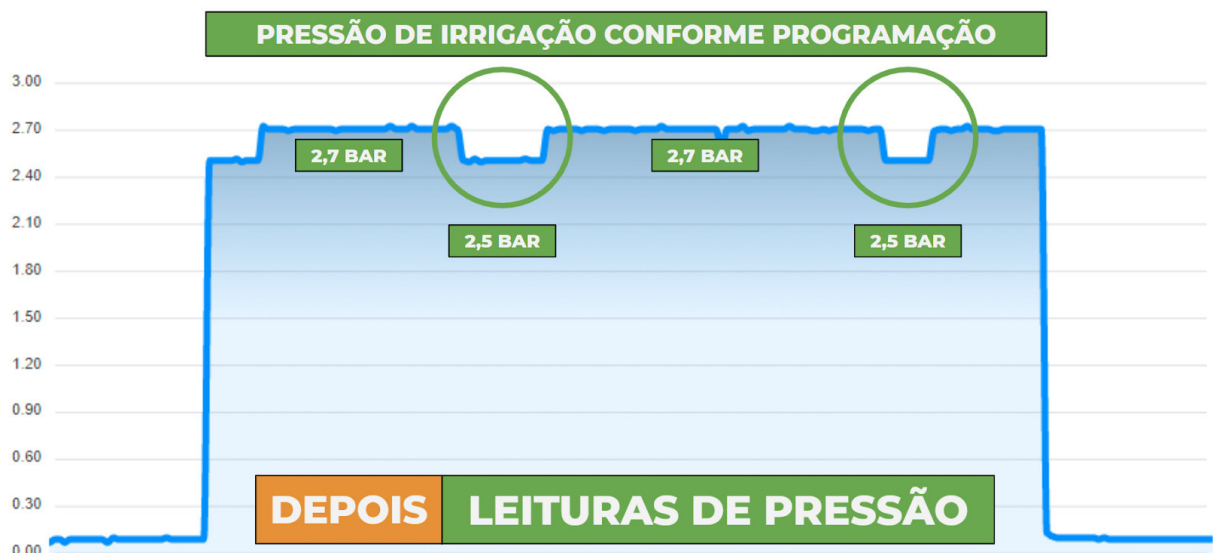 PRESSÃO DE IRRIGAÇÃO CONFORME PROGRAMAÇÃO
3.00
2.70
2,7 BAR
2,7 BAR
2.40
2.10
2,5 BAR
2,5 BAR
1.80
1.50
1.20
0.90
0.60
0.30
DEPOIS LEITURAS DE PRESSÃO
0.00